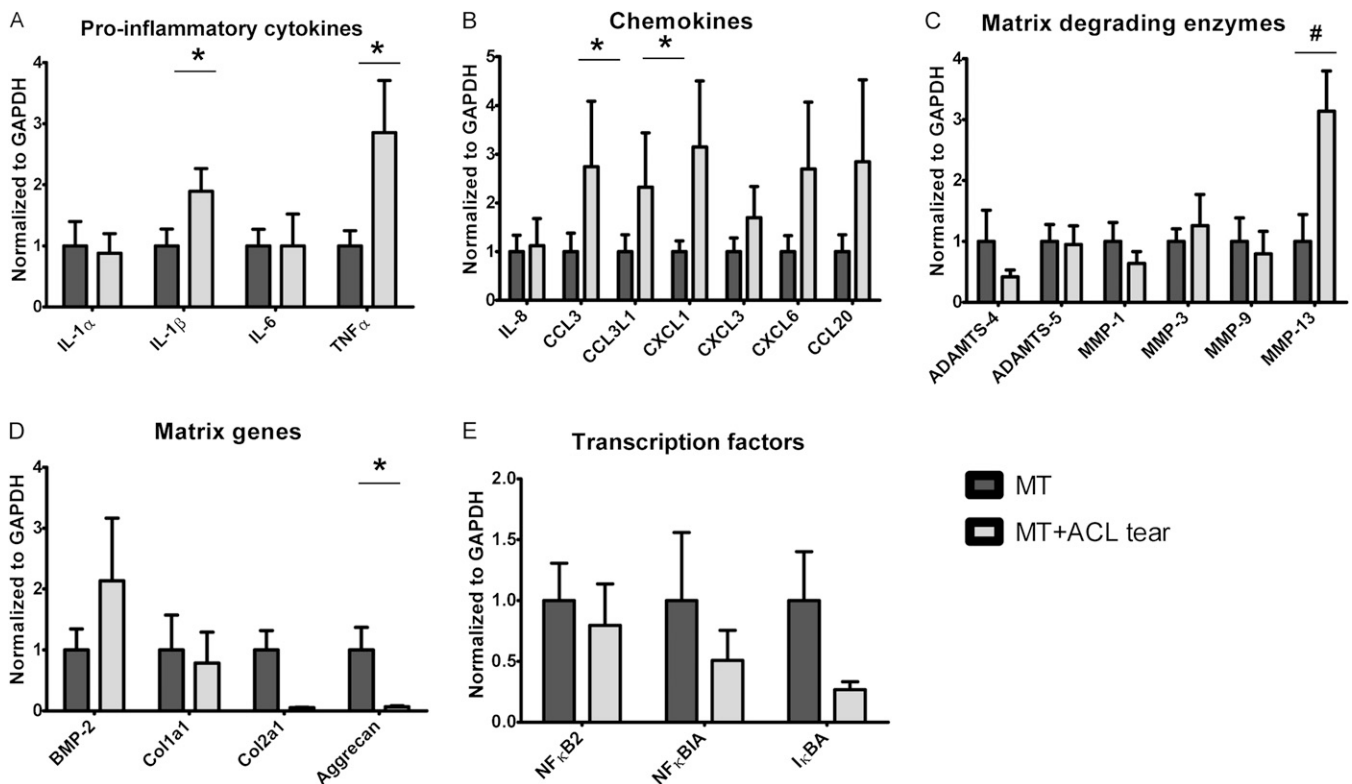 A
Pro-inflammatory cytokines
Normalized to GAPDH
4
3
2
1
0
*
*
IL-1α
IL-1β
IL-6
TNFα
B
Chemokines
Normalized to GAPDH
5
4
3
2
1
0
*
*
IL-8
CCL3
CCL3L1
CXCL1
CXCL3
CXCL6
CCL20
C
Matrix degrading enzymes
Normalized to GAPDH
4
3
2
1
0
#
ADAMTS-4
ADAMTS-5
MMP-1
MMP-3
MMP-9
MMP-13
D
Matrix genes
Normalized to GAPDH
4
3
2
1
0
*
BMP-2
Col1a1
Col2a1
Aggrecan
E
Transcription factors
Normalized to GAPDH
2.0
1.5
1.0
0.5
0.0
NFκB2
NFκBIA
IκBA
MT
MT+ACL tear